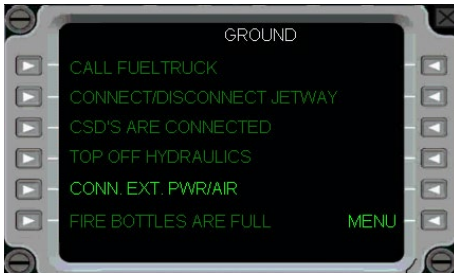 GROUND
CALL FUELTRUCK
CONNECT/DISCONNECT JETWAY
CSD'S ARE CONNECTED
TOP OFF HYDRAULICS
CONN. EXT. PWR/AIR
FIRE BOTTLES ARE FULL MENU